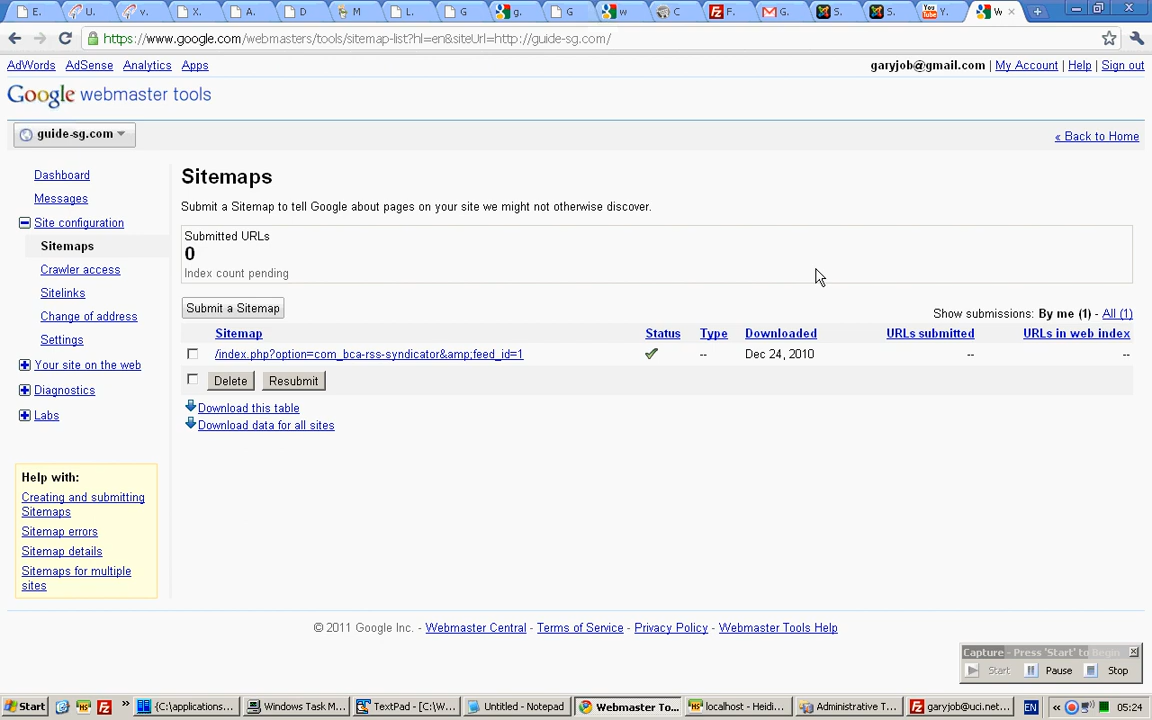 E.
U.
v.
X.
A.
D
M
L.
G
g.
G
w
C
F.
G.
S.
S.
Y.
W
https://www.google.com/webmasters/tools/sitemap-list?hl=en&siteUrl=http://guide-sg.com/
AdWords AdSense Analytics Apps
garyjob@gmail.com | My Account | Help | Sign out
Google webmaster tools
guide-sg.com
« Back to Home
Dashboard
Messages
Site configuration
Sitemaps
Crawler access
Sitelinks
Change of address
Settings
Your site on the web
Diagnostics
Labs
Help with:
Creating and submitting
Sitemaps
Sitemap errors
Sitemap details
Sitemaps for multiple
sites
Sitemaps
Submit a Sitemap to tell Google about pages on your site we might not otherwise discover.
Submitted URLs
0
Index count pending
Submit a Sitemap
Show submissions: By me (1) - All (1)
Sitemap Status Type Downloaded URLs submitted URLs in web index
/index.php?option=com_bca-rss-syndicator&amp;feed_id=1 -- Dec 24, 2010 -- --
Delete Resubmit
Download this table
Download data for all sites
© 2011 Google Inc. - Webmaster Central - Terms of Service - Privacy Policy - Webmaster Tools Help
Capture - Press 'Start' to Begin
Start Pause Stop
Start » {C:\applications... Windows Task M... TextPad - [C:\W... Untitled - Notepad Webmaster To... localhost - Heidi... Administrative T... garyjob@uci.net... EN « 05:24